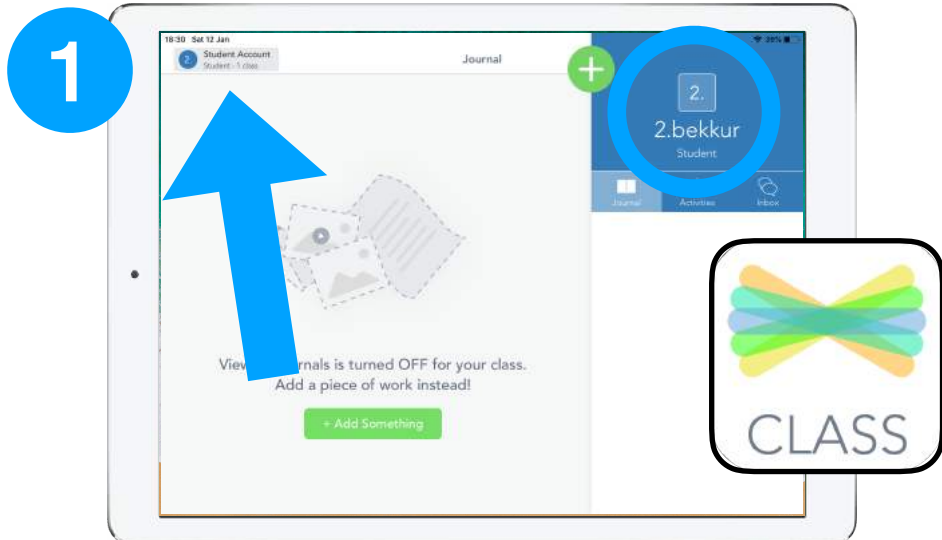 1
18:30 Sat 12 Jan
2.
Student Account
Student - 1 class
Journal
+
39%
2.
2.bekkur
Student
Journal
Activities
Inbox
View rnals is turned OFF for your class.
Add a piece of work instead!
+ Add Something
CLASS